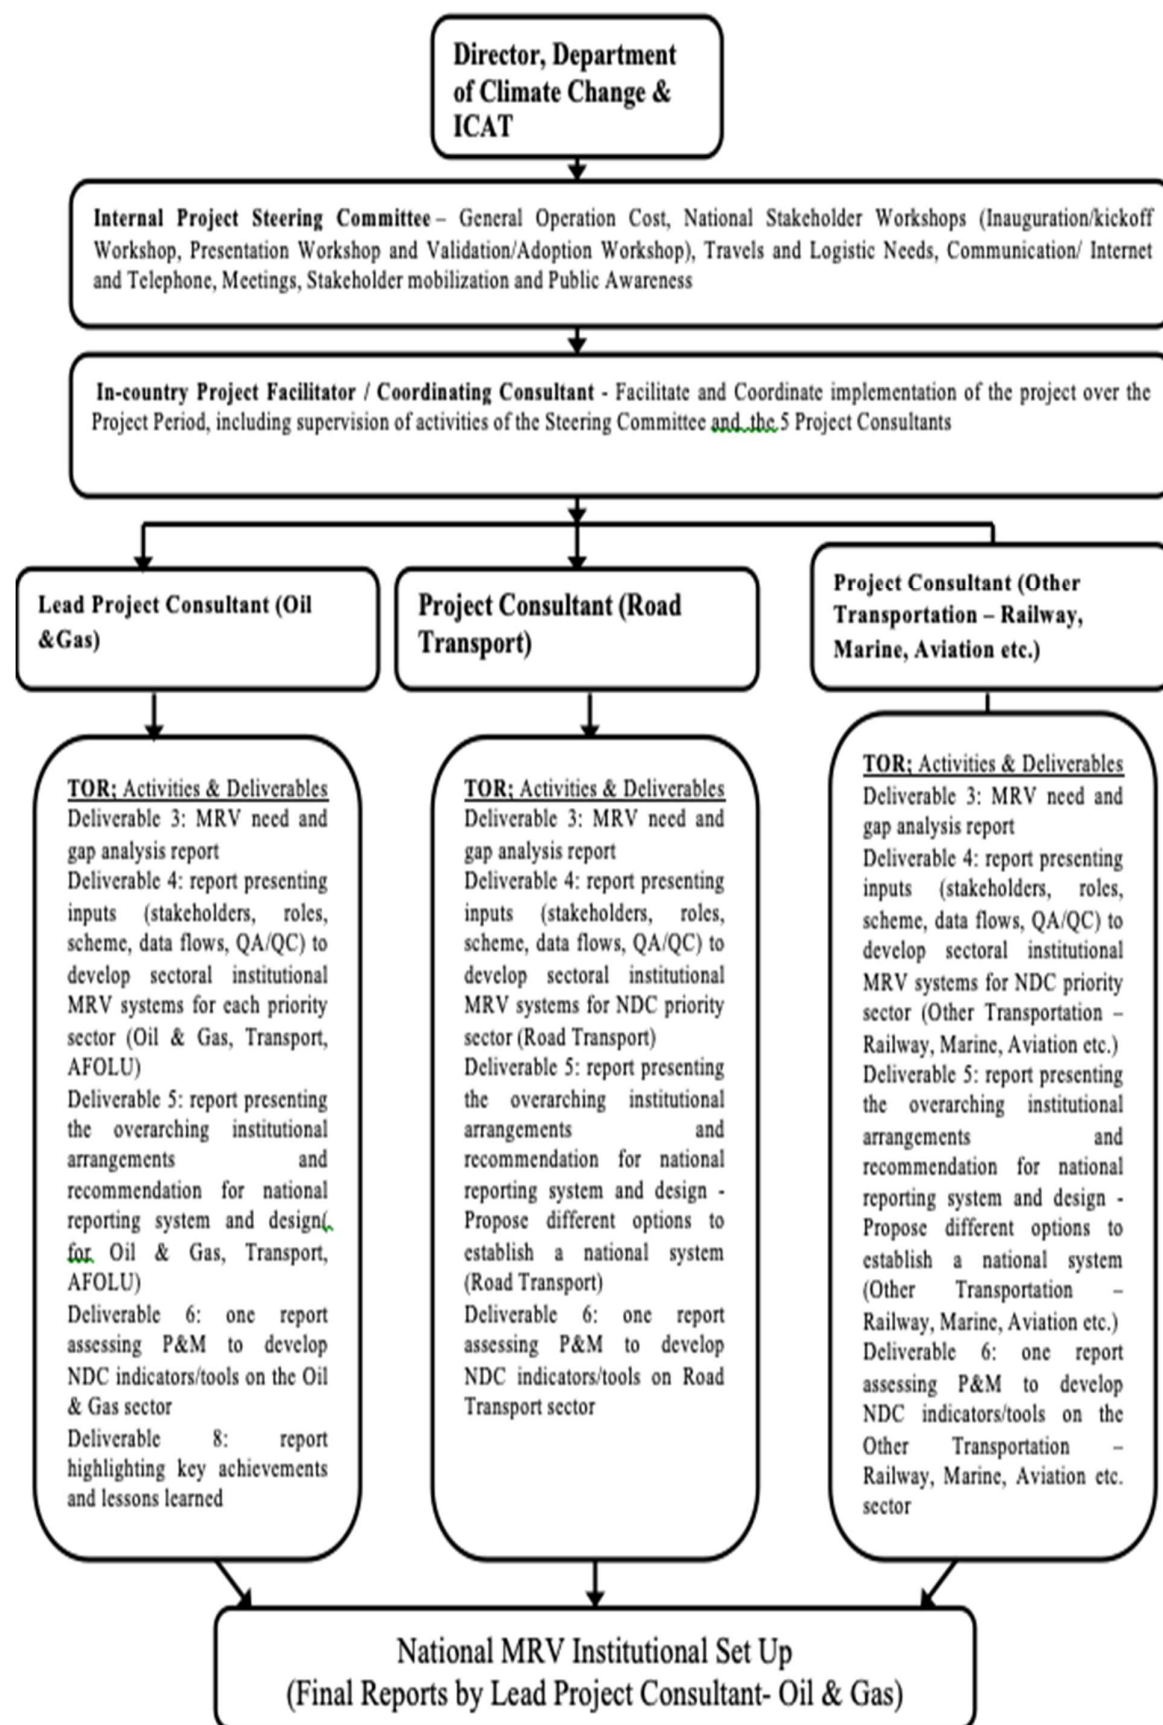 Director, Department
of Climate Change &
ICAT
Internal Project Steering Committee – General Operation Cost, National Stakeholder Workshops (Inauguration/kickoff
Workshop, Presentation Workshop and Validation/Adoption Workshop), Travels and Logistic Needs, Communication/ Internet
and Telephone, Meetings, Stakeholder mobilization and Public Awareness
In-country Project Facilitator / Coordinating Consultant - Facilitate and Coordinate implementation of the project over the
Project Period, including supervision of activities of the Steering Committee and the 5 Project Consultants
Lead Project Consultant (Oil
&Gas)
Project Consultant (Road
Transport)
Project Consultant (Other
Transportation – Railway,
Marine, Aviation etc.)
TOR; Activities & Deliverables
Deliverable 3: MRV need and
gap analysis report
Deliverable 4: report presenting
inputs (stakeholders, roles,
scheme, data flows, QA/QC) to
develop sectoral institutional
MRV systems for each priority
sector (Oil & Gas, Transport,
AFOLU)
Deliverable 5: report presenting
the overarching institutional
arrangements and
recommendation for national
reporting system and design(
for Oil & Gas, Transport,
AFOLU)
Deliverable 6: one report
assessing P&M to develop
NDC indicators/tools on the Oil
& Gas sector
Deliverable 8: report
highlighting key achievements
and lessons learned
TOR; Activities & Deliverables
Deliverable 3: MRV need and
gap analysis report
Deliverable 4: report presenting
inputs (stakeholders, roles,
scheme, data flows, QA/QC) to
develop sectoral institutional
MRV systems for NDC priority
sector (Road Transport)
Deliverable 5: report presenting
the overarching institutional
arrangements and
recommendation for national
reporting system and design -
Propose different options to
establish a national system
(Road Transport)
Deliverable 6: one report
assessing P&M to develop
NDC indicators/tools on Road
Transport sector
TOR; Activities & Deliverables
Deliverable 3: MRV need and
gap analysis report
Deliverable 4: report presenting
inputs (stakeholders, roles,
scheme, data flows, QA/QC) to
develop sectoral institutional
MRV systems for NDC priority
sector (Other Transportation –
Railway, Marine, Aviation etc.)
Deliverable 5: report presenting
the overarching institutional
arrangements and
recommendation for national
reporting system and design -
Propose different options to
establish a national system
(Other Transportation –
Railway, Marine, Aviation etc.)
Deliverable 6: one report
assessing P&M to develop
NDC indicators/tools on the
Other Transportation –
Railway, Marine, Aviation etc.
sector
National MRV Institutional Set Up
(Final Reports by Lead Project Consultant- Oil & Gas)